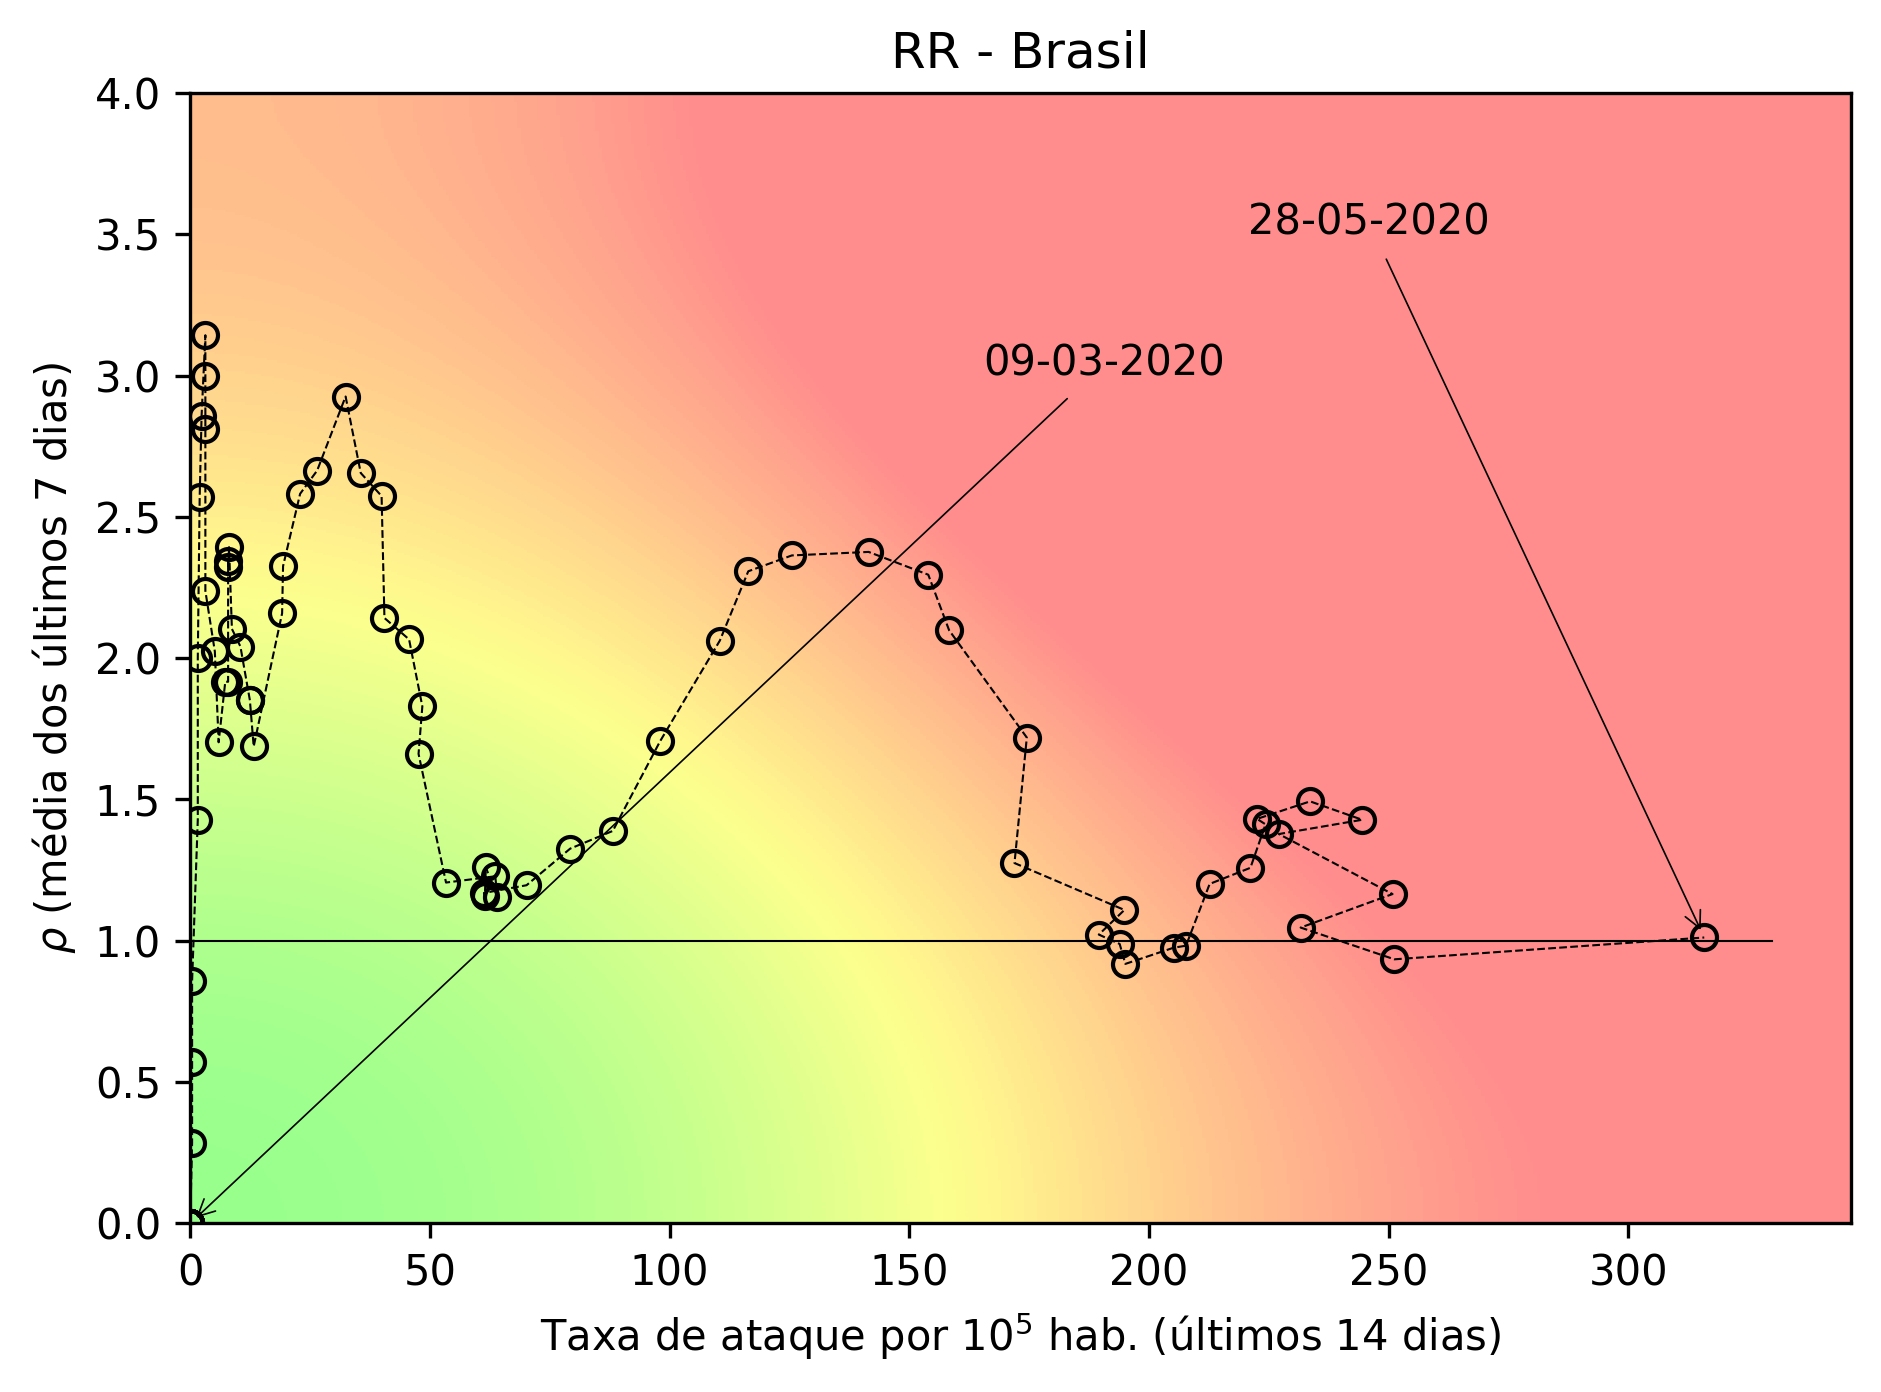 RR - Brasil
4.0
3.5
3.0
2.5
2.0
1.5
1.0
0.5
0.0
ρ (média dos últimos 7 dias)
28-05-2020
09-03-2020
0 50 100 150 200 250 300
Taxa de ataque por 10⁵ hab. (últimos 14 dias)